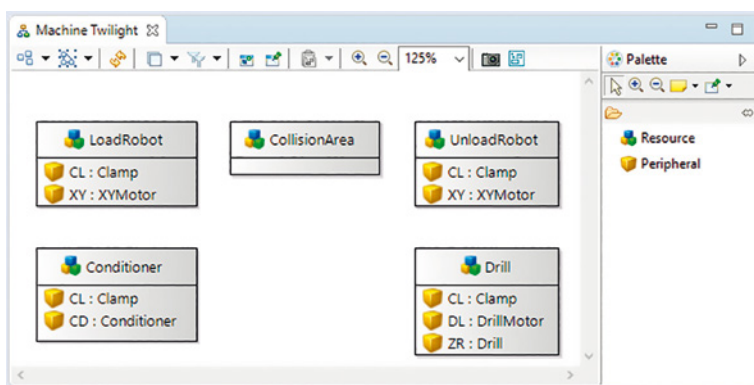 Machine Twilight
125%
Palette
Resource
Peripheral
LoadRobot
CL : Clamp
XY : XYMotor
CollisionArea
UnloadRobot
CL : Clamp
XY : XYMotor
Conditioner
CL : Clamp
CD : Conditioner
Drill
CL : Clamp
DL : DrillMotor
ZR : Drill